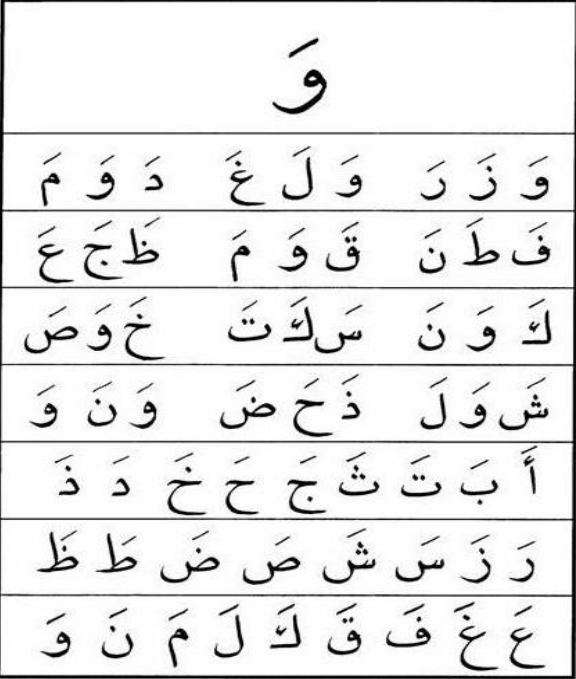 وَ
وَ زَ رَ وَ لَ غَ دَ وَ مَ
فَ طَ نَ قَ وَ مَ ظَ جَ عَ
كَ وَ نَ سَ كَ تَ خَ وَ صَ
شَ وَ لَ ذَ حَ ضَ وَ نَ وَ
أَ بَ تَ ثَ جَ حَ خَ دَ ذَ
رَ زَ سَ شَ صَ ضَ طَ ظَ
عَ غَ فَ قَ كَ لَ مَ نَ وَ